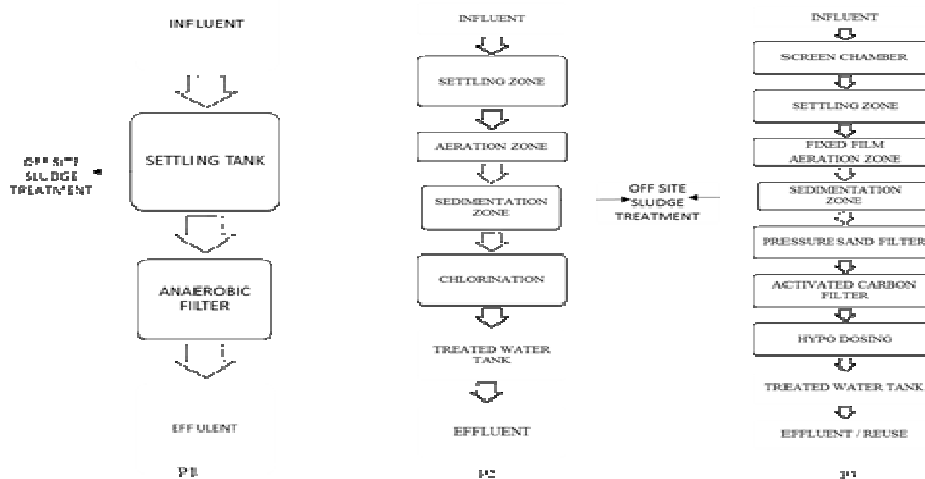 INFLUENT
OFF SITE
SLUDGE
TREATMENT
SETTLING TANK
ANAEROBIC
FILTER
EFFULENT
P1
INFLUENT
SETTLING ZONE
AERATION ZONE
SEDIMENTATION
ZONE
CHLORINATION
TREATED WATER
TANK
EFFLUENT
P2
OFF SITE
SLUDGE
TREATMENT
INFLUENT
SCREEN CHAMBER
SETTLING ZONE
FIXED FILM
AERATION ZONE
SEDIMENTATION
ZONE
PRESSURE SAND FILTER
ACTIVATED CARBON
FILTER
HYPO DOSING
TREATED WATER TANK
EFFLUENT / REUSE
P3